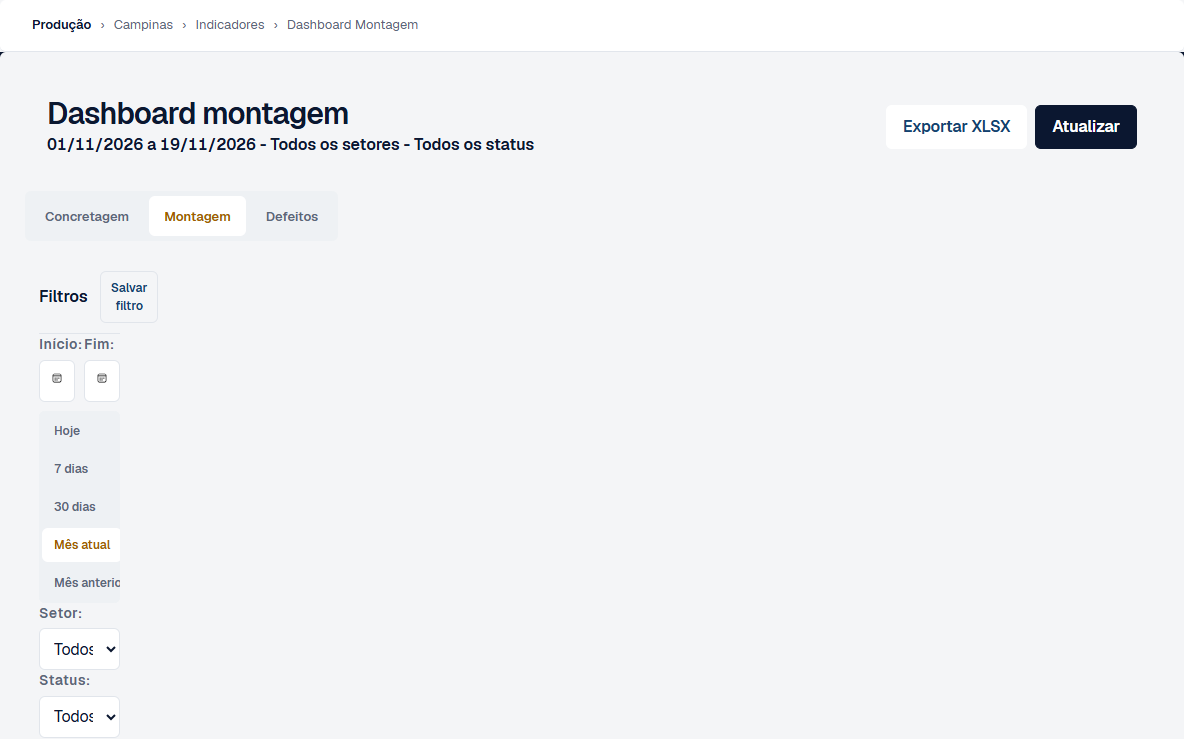 Produção › Campinas › Indicadores › Dashboard Montagem
Dashboard montagem
01/11/2026 a 19/11/2026 - Todos os setores - Todos os status
Exportar XLSX
Atualizar
Concretagem
Montagem
Defeitos
Filtros
Salvar
filtro
Início: Fim:
Hoje
7 dias
30 dias
Mês atual
Mês anterio
Setor:
Todos
Status:
Todos